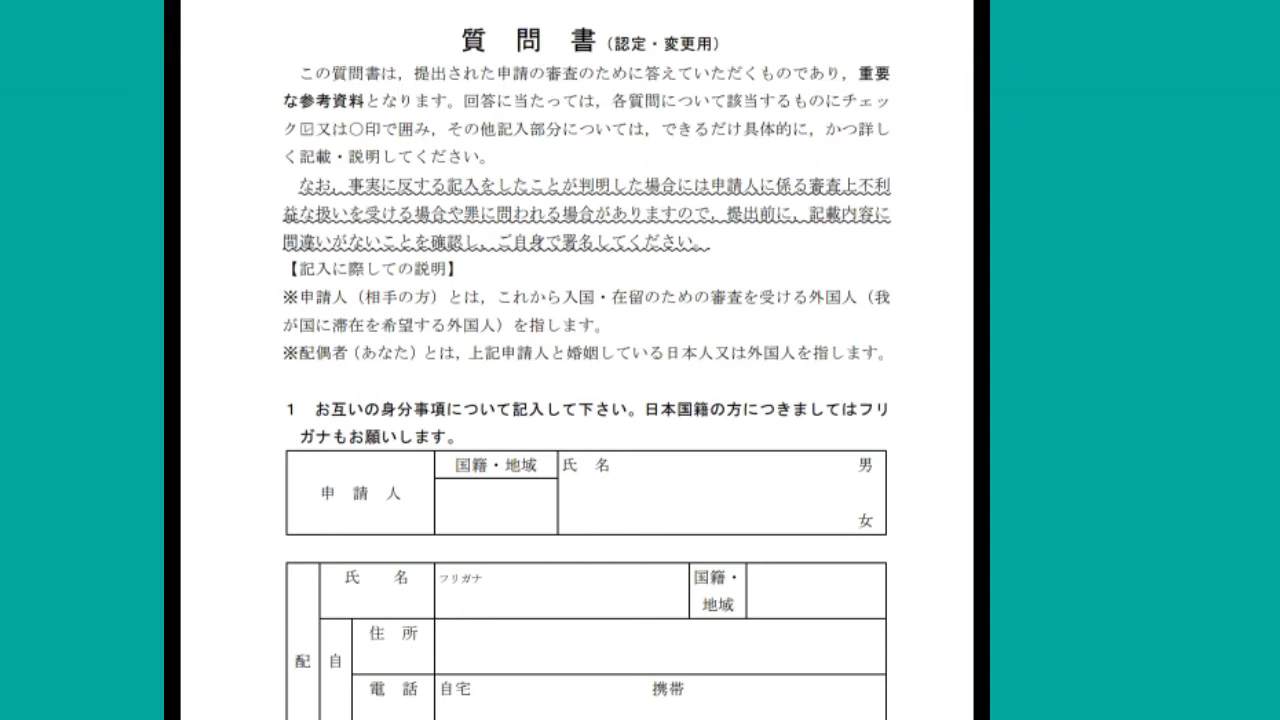 質 問 書(認定・変更用)
この質問書は,提出された申請の審査のために答えていただくものであり,重要
な参考資料となります。回答に当たっては,各質問について該当するものにチェッ
ク☑又は○印で囲み,その他記入部分については,できるだけ具体的に,かつ詳し
く記載・説明してください。
なお,事実に反する記入をしたことが判明した場合には申請人に係る審査上不利
益な扱いを受ける場合や罪に問われる場合がありますので,提出前に,記載内容に
間違いがないことを確認し,ご自身で署名してください。
【記入に際しての説明】
※申請人(相手の方)とは,これから入国・在留のための審査を受ける外国人(我
が国に滞在を希望する外国人)を指します。
※配偶者(あなた)とは,上記申請人と婚姻している日本人又は外国人を指します。
1 お互いの身分事項について記入して下さい。日本国籍の方につきましてはフリ
ガナもお願いします。
国籍・地域 氏 名 男
申 請 人
女
氏 名 フリガナ 国籍・
地域
住 所
配 自
電 話 自宅 携帯